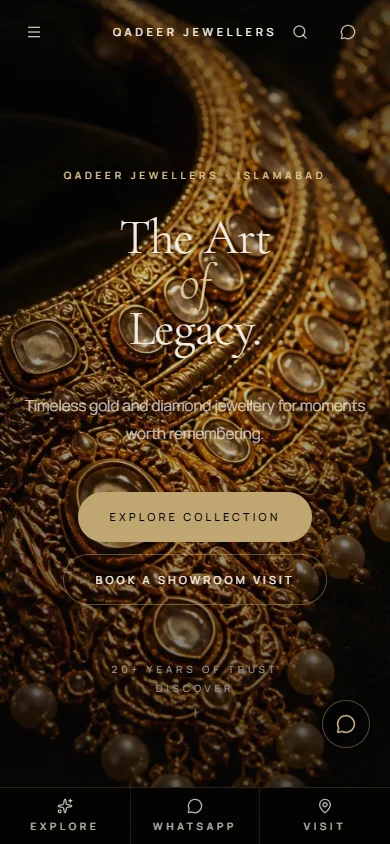 QADEER JEWELLERS
QADEER JEWELLERS · ISLAMABAD
The Art
of
Legacy.
Timeless gold and diamond jewellery for moments
worth remembering.
EXPLORE COLLECTION
BOOK A SHOWROOM VISIT
20+ YEARS OF TRUST
DISCOVER
EXPLORE
WHATSAPP
VISIT